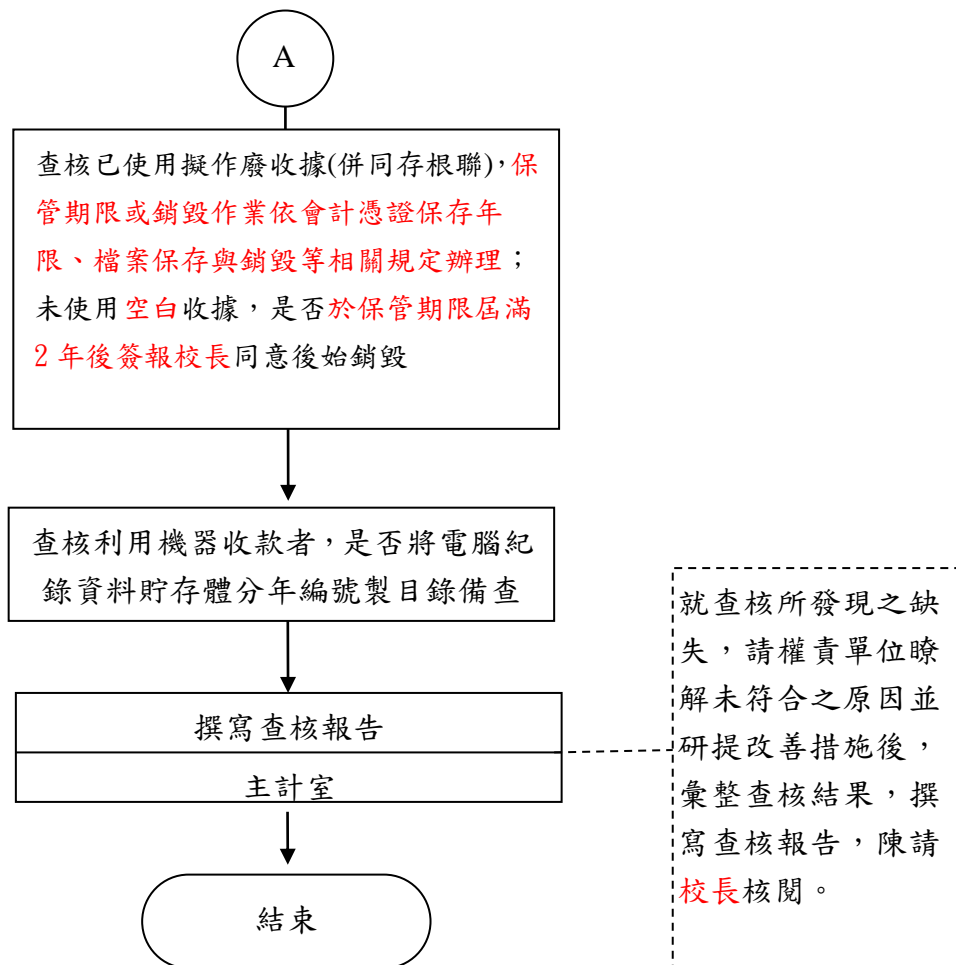 A
查核已使用擬作廢收據(併同存根聯)，保
管期限或銷毀作業依會計憑證保存年
限、檔案保存與銷毀等相關規定辦理；
未使用空白收據，是否於保管期限屆滿
2 年後簽報校長同意後始銷毀
查核利用機器收款者，是否將電腦紀
錄資料貯存體分年編號製目錄備查
撰寫查核報告
主計室
就查核所發現之缺
失，請權責單位瞭
解未符合之原因並
研提改善措施後，
彙整查核結果，撰
寫查核報告，陳請
校長核閱。
結束